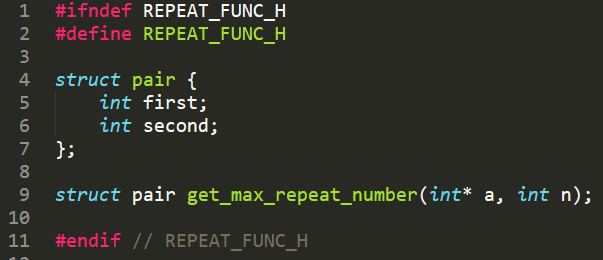 1 #ifndef REPEAT_FUNC_H
2 #define REPEAT_FUNC_H
3
4 struct pair {
5     int first;
6     int second;
7 };
8
9 struct pair get_max_repeat_number(int* a, int n);
10
11 #endif // REPEAT_FUNC_H